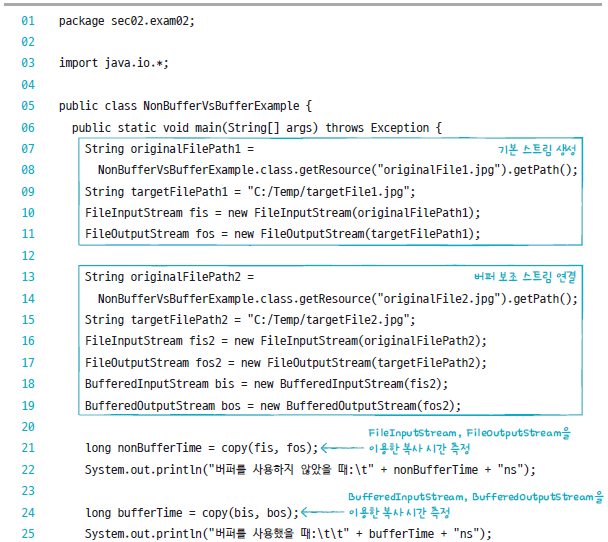 01 package sec02.exam02;
02
03 import java.io.*;
04
05 public class NonBufferVsBufferExample {
06 public static void main(String[] args) throws Exception {
07 String originalFilePath1 = 기본 스트림 생성
08 NonBufferVsBufferExample.class.getResource("originalFile1.jpg").getPath();
09 String targetFilePath1 = "C:/Temp/targetFile1.jpg";
10 FileInputStream fis = new FileInputStream(originalFilePath1);
11 FileOutputStream fos = new FileOutputStream(targetFilePath1);
12
13 String originalFilePath2 = 버퍼 보조 스트림 연결
14 NonBufferVsBufferExample.class.getResource("originalFile2.jpg").getPath();
15 String targetFilePath2 = "C:/Temp/targetFile2.jpg";
16 FileInputStream fis2 = new FileInputStream(originalFilePath2);
17 FileOutputStream fos2 = new FileOutputStream(targetFilePath2);
18 BufferedInputStream bis = new BufferedInputStream(fis2);
19 BufferedOutputStream bos = new BufferedOutputStream(fos2);
20
FileInputStream, FileOutputStream을
21 long nonBufferTime = copy(fis, fos); 이용한 복사 시간 측정
22 System.out.println("버퍼를 사용하지 않았을 때:\t" + nonBufferTime + "ns");
23
BufferedInputStream, BufferedOutputStream을
24 long bufferTime = copy(bis, bos); 이용한 복사 시간 측정
25 System.out.println("버퍼를 사용했을 때:\t\t" + bufferTime + "ns");